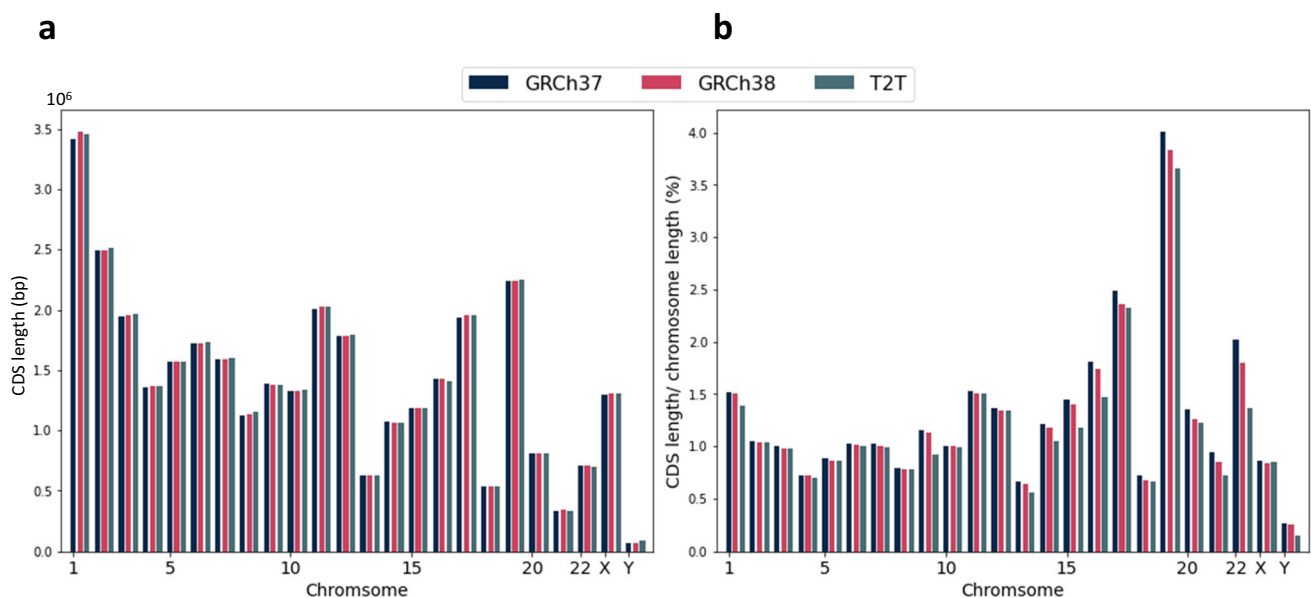 a
b
GRCh37 GRCh38 T2T
10⁶
3.5
3.0
2.5
2.0
1.5
1.0
0.5
0.0
CDS length (bp)
1 5 10 15 20 22 X Y
Chromsome
4.0
3.5
3.0
2.5
2.0
1.5
1.0
0.5
0.0
CDS length/ chromosome length (%)
1 5 10 15 20 22 X Y
Chromsome